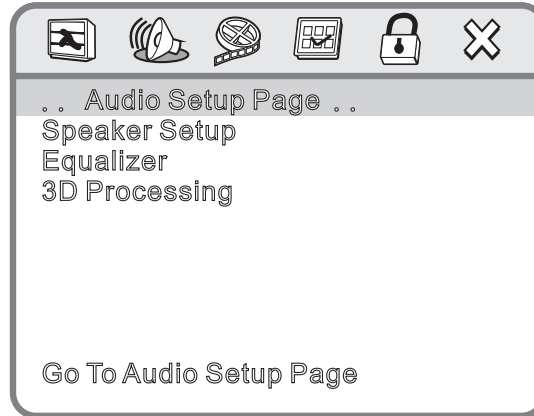 . . Audio Setup Page . .
Speaker Setup
Equalizer
3D Processing
Go To Audio Setup Page